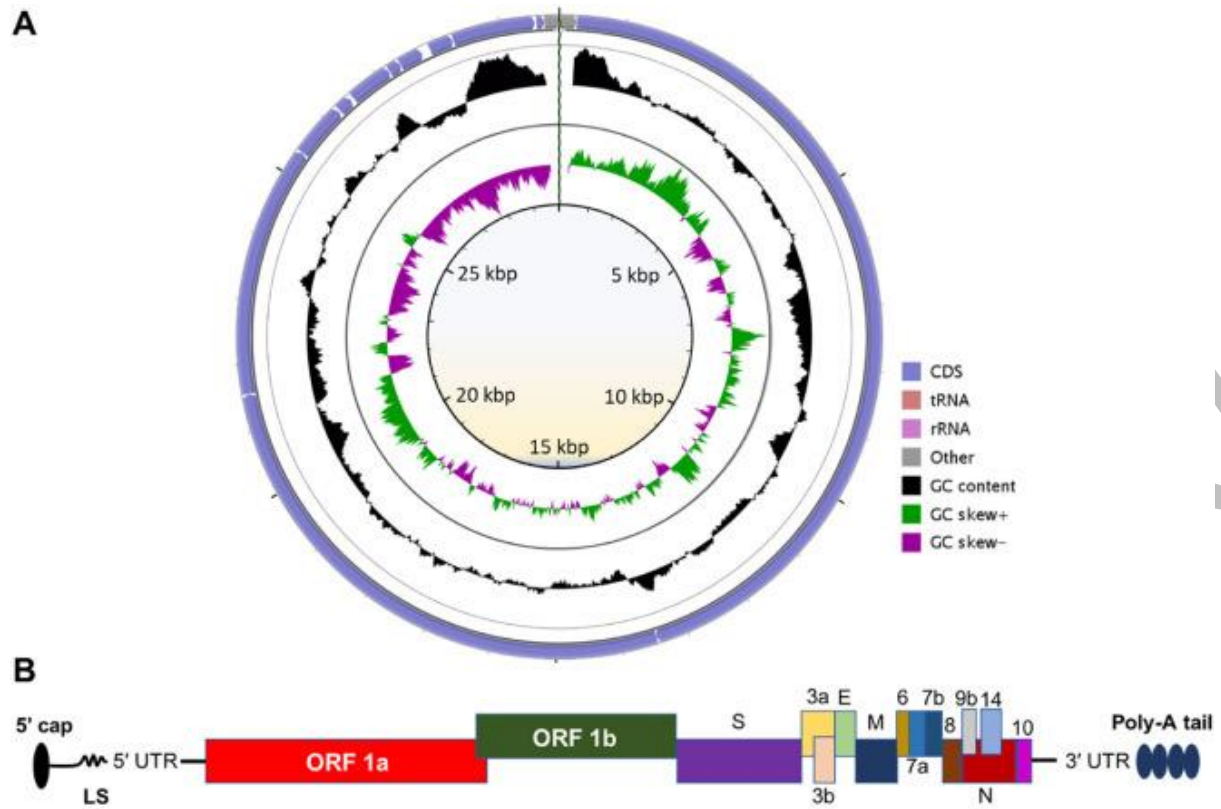 A
25 kbp
5 kbp
20 kbp
10 kbp
15 kbp
CDS
tRNA
rRNA
Other
GC content
GC skew+
GC skew-
B
5' cap
LS
5' UTR
ORF 1a
ORF 1b
S
3a
E
3b
M
6
7b
7a
9b
14
8
10
N
3' UTR
Poly-A tail